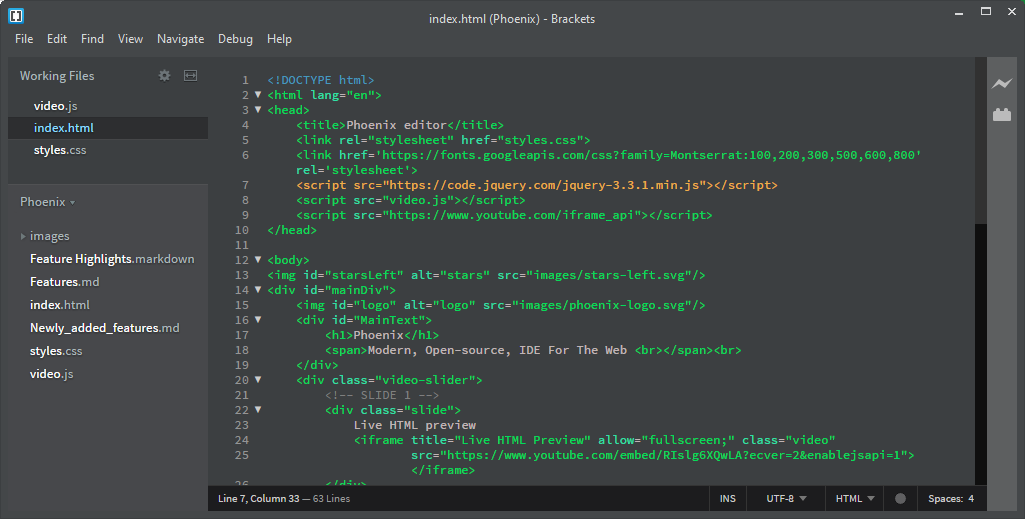 index.html (Phoenix) - Brackets
File Edit Find View Navigate Debug Help
Working Files
video.js
index.html
styles.css
Phoenix
images
Feature Highlights.markdown
Features.md
index.html
Newly_added_features.md
styles.css
video.js
1 <!DOCTYPE html>
2 <html lang="en">
3 <head>
4 <title>Phoenix editor</title>
5 <link rel="stylesheet" href="styles.css">
6 <link href='https://fonts.googleapis.com/css?family=Montserrat:100,200,300,500,600,800'
rel='stylesheet'>
7 <script src="https://code.jquery.com/jquery-3.3.1.min.js"></script>
8 <script src="video.js"></script>
9 <script src="https://www.youtube.com/iframe_api"></script>
10 </head>
11
12 <body>
13 <img id="starsLeft" alt="stars" src="images/stars-left.svg"/>
14 <div id="mainDiv">
15 <img id="logo" alt="logo" src="images/phoenix-logo.svg"/>
16 <div id="MainText">
17 <h1>Phoenix</h1>
18 <span>Modern, Open-source, IDE For The Web <br></span><br>
19 </div>
20 <div class="video-slider">
21 <!-- SLIDE 1 -->
22 <div class="slide">
23 Live HTML preview
24 <iframe title="Live HTML Preview" allow="fullscreen;" class="video"
25 src="https://www.youtube.com/embed/RIslg6XQwLA?ecver=2&enablejsapi=1">
</iframe>
26 </div>
Line 7, Column 33 — 63 Lines
INS UTF-8 HTML Spaces: 4